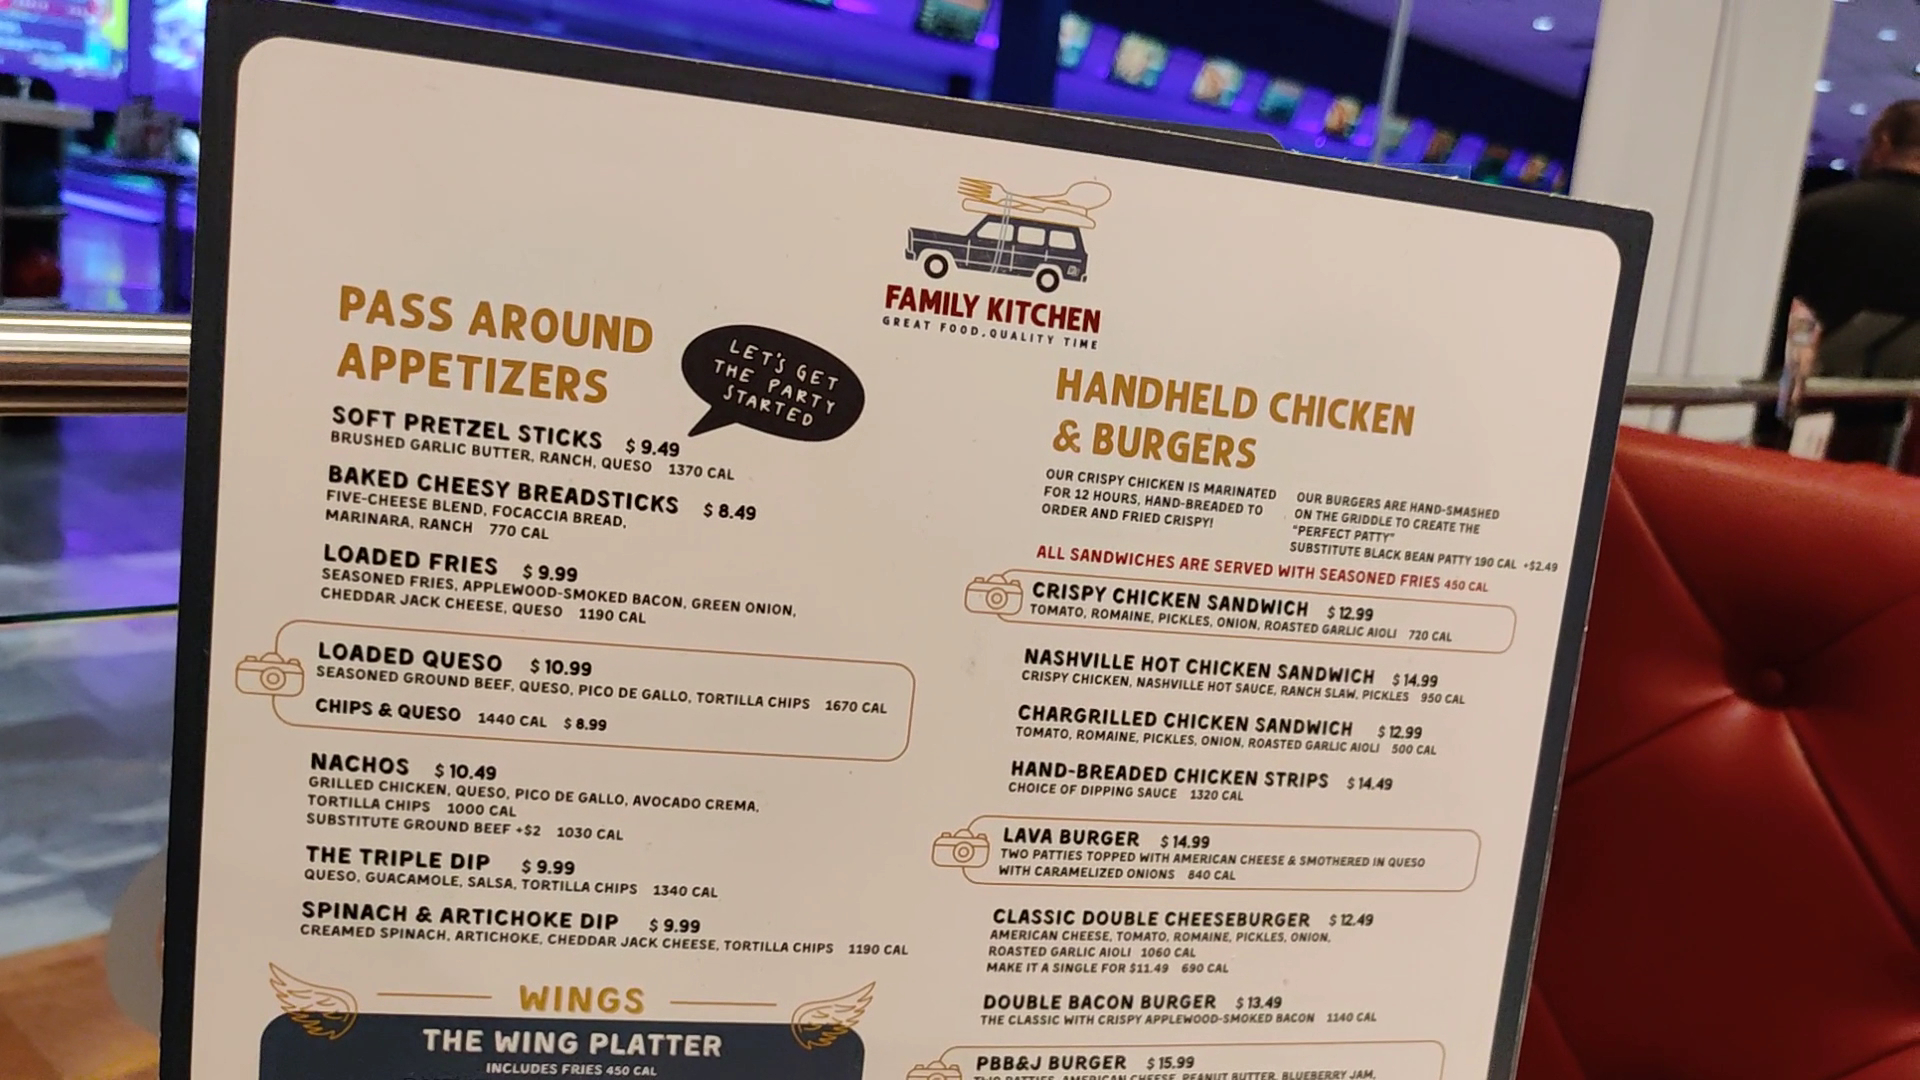 FAMILY KITCHEN
GREAT FOOD. QUALITY TIME
PASS AROUND
APPETIZERS
LET'S GET
THE PARTY
STARTED
SOFT PRETZEL STICKS $ 9.49
BRUSHED GARLIC BUTTER, RANCH, QUESO 1370 CAL
BAKED CHEESY BREADSTICKS $ 8.49
FIVE-CHEESE BLEND, FOCACCIA BREAD,
MARINARA, RANCH 770 CAL
LOADED FRIES $ 9.99
SEASONED FRIES, APPLEWOOD-SMOKED BACON, GREEN ONION,
CHEDDAR JACK CHEESE, QUESO 1190 CAL
LOADED QUESO $ 10.99
SEASONED GROUND BEEF, QUESO, PICO DE GALLO, TORTILLA CHIPS 1670 CAL
CHIPS & QUESO 1440 CAL $ 8.99
NACHOS $ 10.49
GRILLED CHICKEN, QUESO, PICO DE GALLO, AVOCADO CREMA,
TORTILLA CHIPS 1000 CAL
SUBSTITUTE GROUND BEEF +$2 1030 CAL
THE TRIPLE DIP $ 9.99
QUESO, GUACAMOLE, SALSA, TORTILLA CHIPS 1340 CAL
SPINACH & ARTICHOKE DIP $ 9.99
CREAMED SPINACH, ARTICHOKE, CHEDDAR JACK CHEESE, TORTILLA CHIPS 1190 CAL
WINGS
THE WING PLATTER
INCLUDES FRIES 450 CAL
HANDHELD CHICKEN
& BURGERS
OUR CRISPY CHICKEN IS MARINATED
FOR 12 HOURS, HAND-BREADED TO
ORDER AND FRIED CRISPY!
OUR BURGERS ARE HAND-SMASHED
ON THE GRIDDLE TO CREATE THE
"PERFECT PATTY"
SUBSTITUTE BLACK BEAN PATTY 190 CAL +$2.49
ALL SANDWICHES ARE SERVED WITH SEASONED FRIES 450 CAL
CRISPY CHICKEN SANDWICH $ 12.99
TOMATO, ROMAINE, PICKLES, ONION, ROASTED GARLIC AIOLI 720 CAL
NASHVILLE HOT CHICKEN SANDWICH $ 14.99
CRISPY CHICKEN, NASHVILLE HOT SAUCE, RANCH SLAW, PICKLES 950 CAL
CHARGRILLED CHICKEN SANDWICH $ 12.99
TOMATO, ROMAINE, PICKLES, ONION, ROASTED GARLIC AIOLI 500 CAL
HAND-BREADED CHICKEN STRIPS $ 14.49
CHOICE OF DIPPING SAUCE 1320 CAL
LAVA BURGER $ 14.99
TWO PATTIES TOPPED WITH AMERICAN CHEESE & SMOTHERED IN QUESO
WITH CARAMELIZED ONIONS 840 CAL
CLASSIC DOUBLE CHEESEBURGER $ 12.49
AMERICAN CHEESE, TOMATO, ROMAINE, PICKLES, ONION,
ROASTED GARLIC AIOLI 1060 CAL
MAKE IT A SINGLE FOR $11.49 690 CAL
DOUBLE BACON BURGER $ 13.49
THE CLASSIC WITH CRISPY APPLEWOOD-SMOKED BACON 1140 CAL
PBB&J BURGER $ 15.99
TWO PATTIES, AMERICAN CHEESE, PEANUT BUTTER, BLUEBERRY JAM,